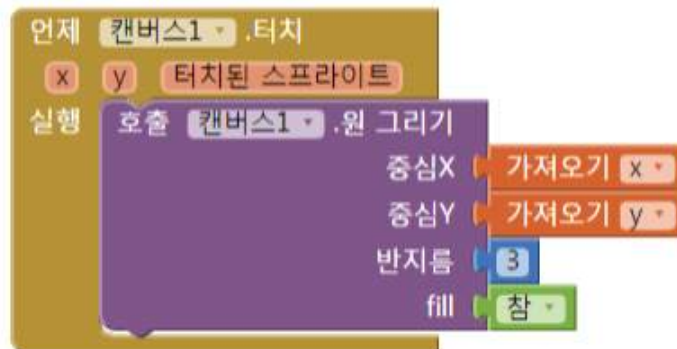 언제 캔버스1 .터치
x y 터치된 스프라이트
실행 호출 캔버스1 .원 그리기
중심X 가져오기 x
중심Y 가져오기 y
반지름 3
fill 참